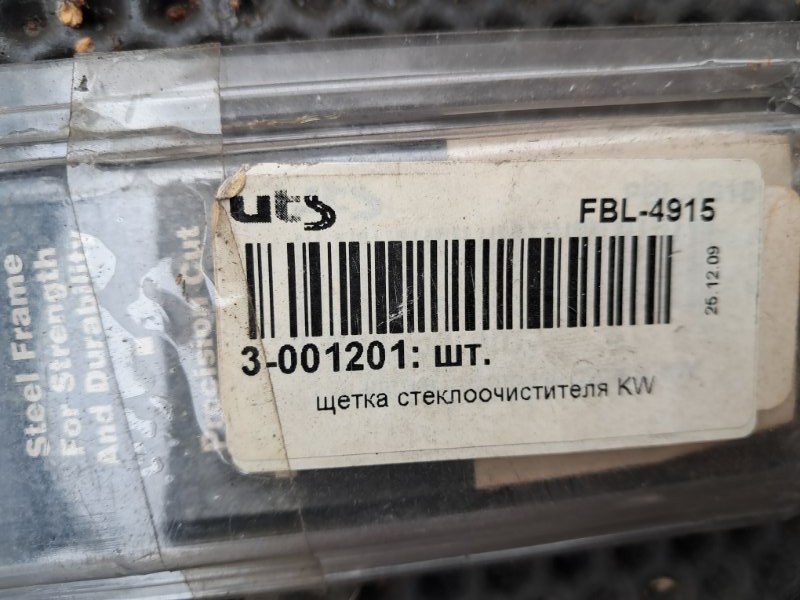 uts
FBL-4915
26.12.09
3-001201: шт.
щетка стеклоочистителя KW
Steel Frame
For Strength
And Durability
Precision Cut